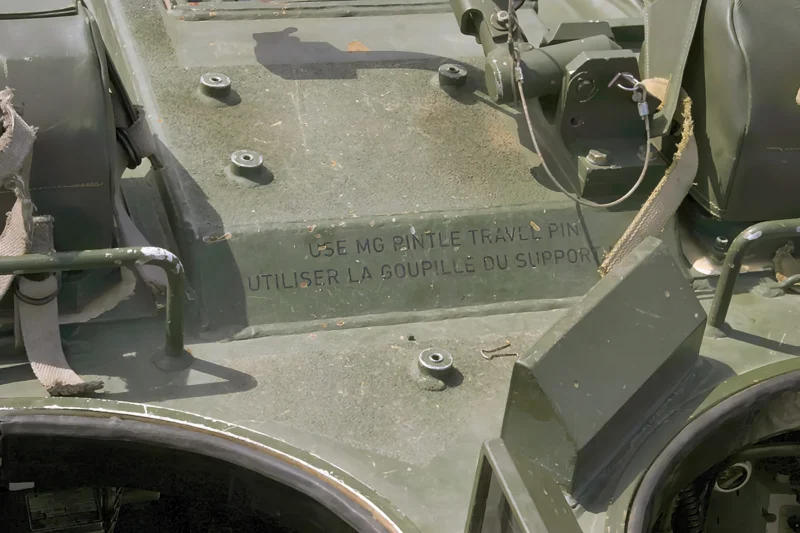 USE MG PINTLE TRAVEL PIN
UTILISER LA GOUPILLE DU SUPPORT